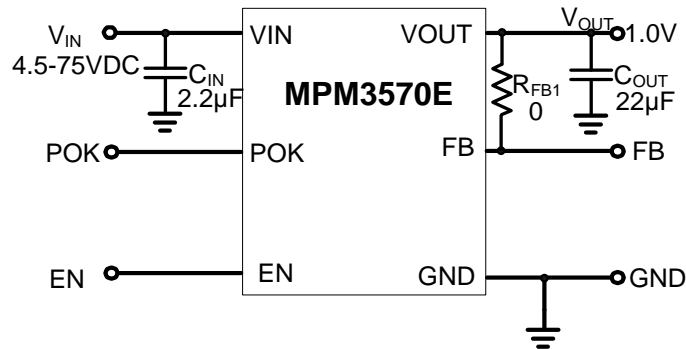 VIN
4.5-75VDC
CIN
2.2µF
VIN
VOUT
VOUT
1.0V
MPM3570E
RFB1
0
COUT
22µF
POK
POK
FB
FB
EN
EN
GND
GND